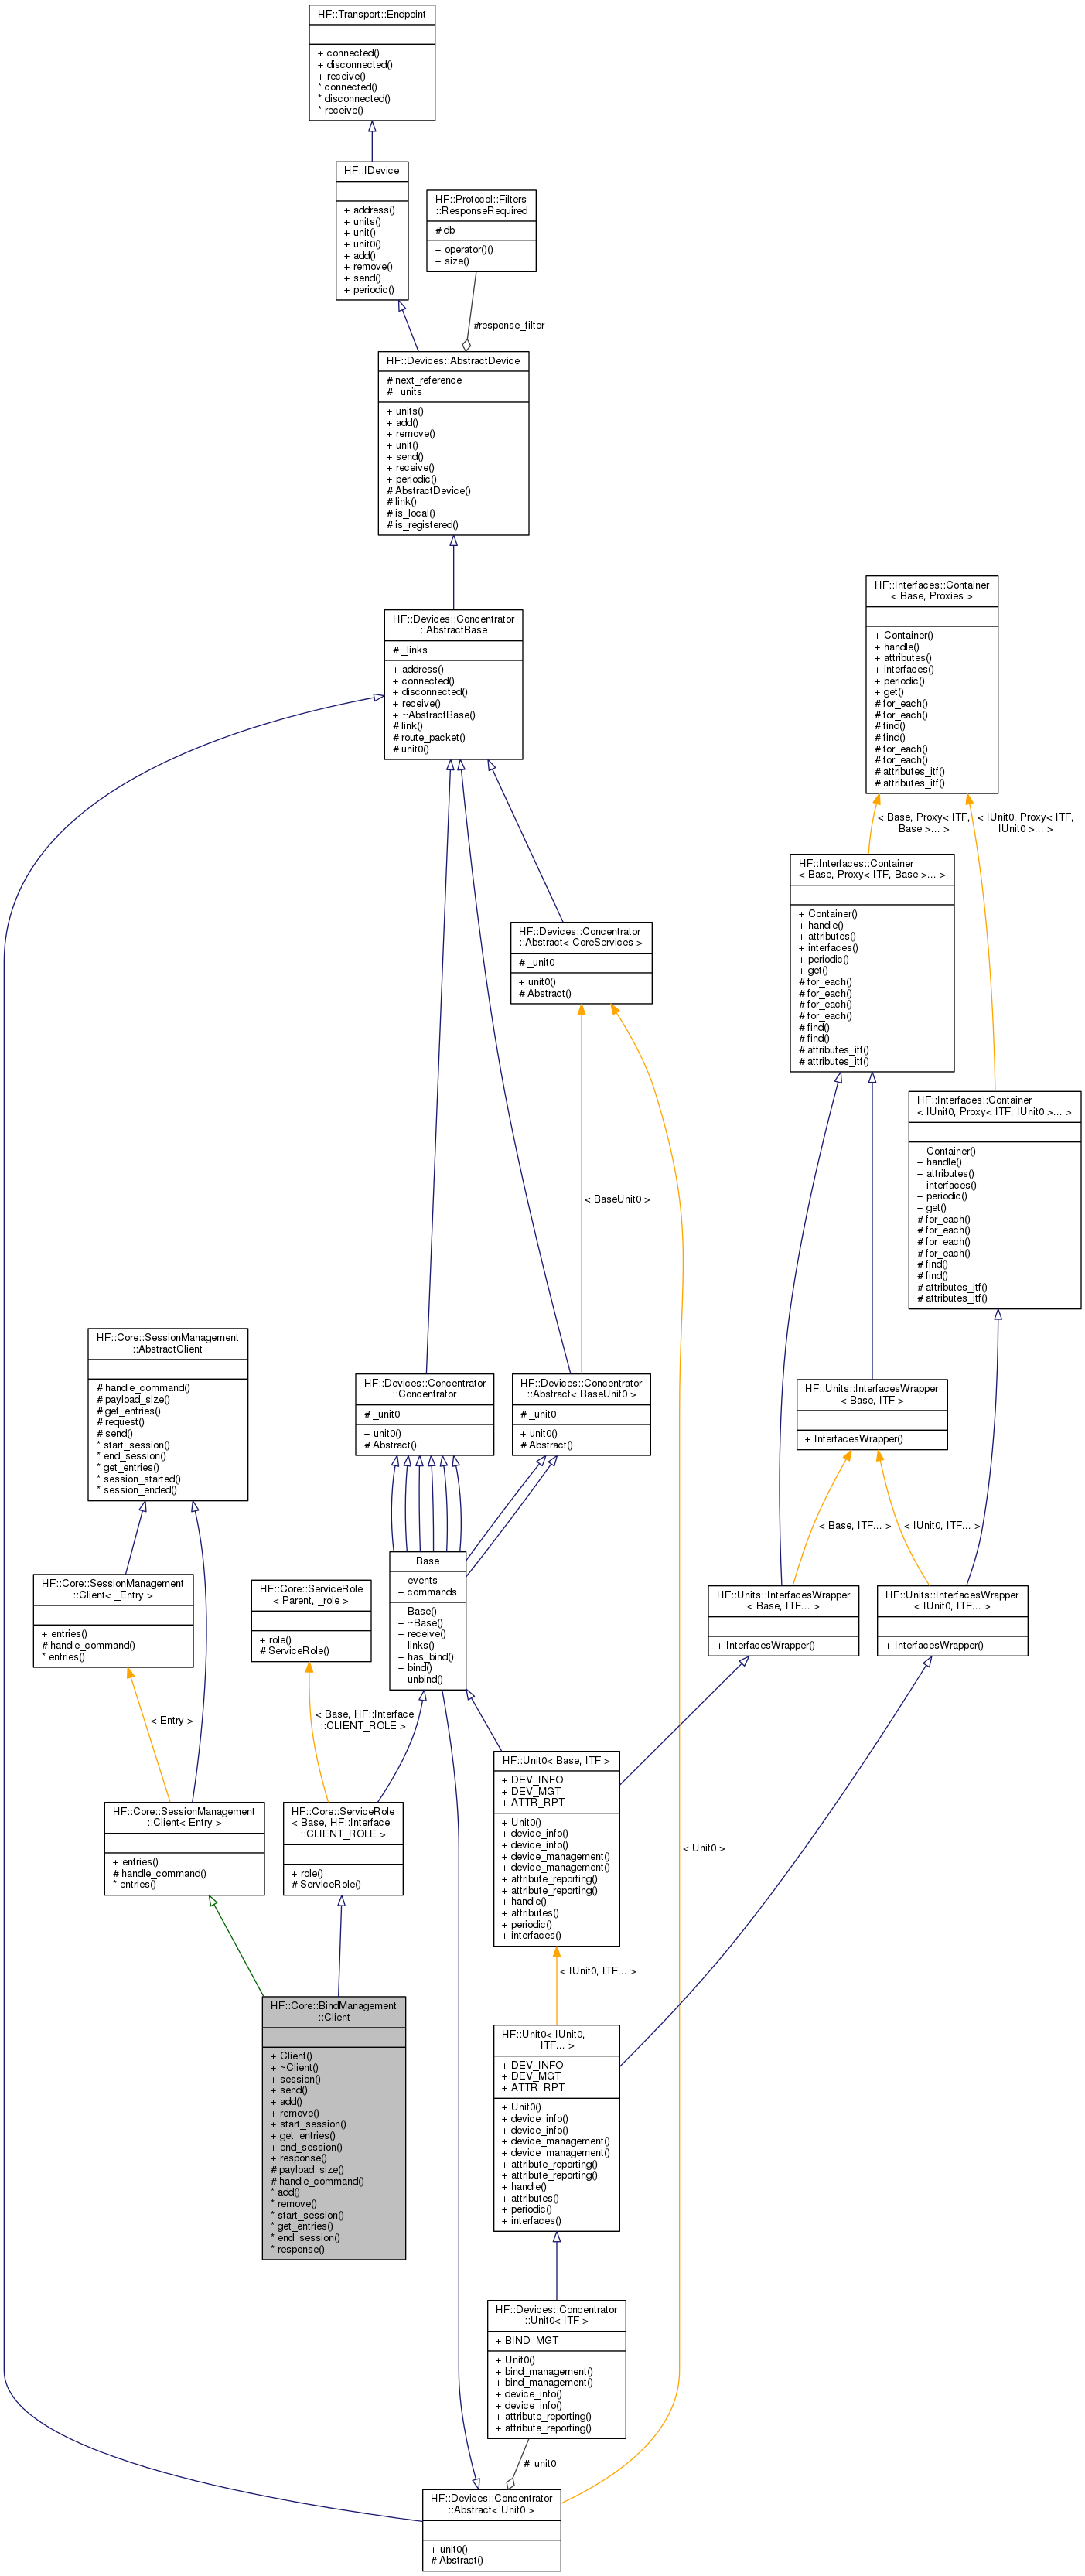 HF::Transport::Endpoint
+ connected()
+ disconnected()
+ receive()
* connected()
* disconnected()
* receive()
HF::IDevice
+ address()
+ units()
+ unit()
+ unit0()
+ add()
+ remove()
+ send()
+ periodic()
HF::Protocol::Filters
::ResponseRequired
# db
+ operator()()
+ size()
#response_filter
HF::Devices::AbstractDevice
# next_reference
# _units
+ units()
+ add()
+ remove()
+ unit()
+ send()
+ receive()
+ periodic()
# AbstractDevice()
# link()
# is_local()
# is_registered()
HF::Devices::Concentrator
::AbstractBase
# _links
+ address()
+ connected()
+ disconnected()
+ receive()
+ ~AbstractBase()
# link()
# route_packet()
# unit0()
HF::Interfaces::Container
< Base, Proxies >
+ Container()
+ handle()
+ attributes()
+ interfaces()
+ periodic()
+ get()
# for_each()
# for_each()
# find()
# find()
# for_each()
# for_each()
# attributes_itf()
# attributes_itf()
< Base, Proxy< ITF,
Base >... >
< IUnit0, Proxy< ITF,
IUnit0 >... >
HF::Interfaces::Container
< Base, Proxy< ITF, Base >... >
+ Container()
+ handle()
+ attributes()
+ interfaces()
+ periodic()
+ get()
# for_each()
# for_each()
# for_each()
# for_each()
# find()
# find()
# attributes_itf()
# attributes_itf()
HF::Devices::Concentrator
::Abstract< CoreServices >
# _unit0
+ unit0()
# Abstract()
HF::Interfaces::Container
< IUnit0, Proxy< ITF, IUnit0 >... >
+ Container()
+ handle()
+ attributes()
+ interfaces()
+ periodic()
+ get()
# for_each()
# for_each()
# for_each()
# for_each()
# find()
# find()
# attributes_itf()
# attributes_itf()
< BaseUnit0 >
HF::Core::SessionManagement
::AbstractClient
# handle_command()
# payload_size()
# get_entries()
# request()
# send()
* start_session()
* end_session()
* get_entries()
* session_started()
* session_ended()
HF::Devices::Concentrator
::Concentrator
# _unit0
+ unit0()
# Abstract()
HF::Devices::Concentrator
::Abstract< BaseUnit0 >
# _unit0
+ unit0()
# Abstract()
HF::Units::InterfacesWrapper
< Base, ITF >
+ InterfacesWrapper()
< Base, ITF... >
< IUnit0, ITF... >
Base
+ events
+ commands
+ Base()
+ ~Base()
+ receive()
+ links()
+ has_bind()
+ bind()
+ unbind()
HF::Core::SessionManagement
::Client< _Entry >
+ entries()
# handle_command()
* entries()
HF::Core::ServiceRole
< Parent, _role >
+ role()
# ServiceRole()
HF::Units::InterfacesWrapper
< Base, ITF... >
+ InterfacesWrapper()
HF::Units::InterfacesWrapper
< IUnit0, ITF... >
+ InterfacesWrapper()
< Entry >
< Base, HF::Interface
::CLIENT_ROLE >
HF::Unit0< Base, ITF >
+ DEV_INFO
+ DEV_MGT
+ ATTR_RPT
+ Unit0()
+ device_info()
+ device_info()
+ device_management()
+ device_management()
+ attribute_reporting()
+ attribute_reporting()
+ handle()
+ attributes()
+ periodic()
+ interfaces()
HF::Core::SessionManagement
::Client< Entry >
+ entries()
# handle_command()
* entries()
HF::Core::ServiceRole
< Base, HF::Interface
::CLIENT_ROLE >
+ role()
# ServiceRole()
< Unit0 >
< IUnit0, ITF... >
HF::Core::BindManagement
::Client
+ Client()
+ ~Client()
+ session()
+ send()
+ add()
+ remove()
+ start_session()
+ get_entries()
+ end_session()
+ response()
# payload_size()
# handle_command()
* add()
* remove()
* start_session()
* get_entries()
* end_session()
* response()
HF::Unit0< IUnit0,
ITF... >
+ DEV_INFO
+ DEV_MGT
+ ATTR_RPT
+ Unit0()
+ device_info()
+ device_info()
+ device_management()
+ device_management()
+ attribute_reporting()
+ attribute_reporting()
+ handle()
+ attributes()
+ periodic()
+ interfaces()
HF::Devices::Concentrator
::Unit0< ITF >
+ BIND_MGT
+ Unit0()
+ bind_management()
+ bind_management()
+ device_info()
+ device_info()
+ attribute_reporting()
+ attribute_reporting()
#_unit0
HF::Devices::Concentrator
::Abstract< Unit0 >
+ unit0()
# Abstract()